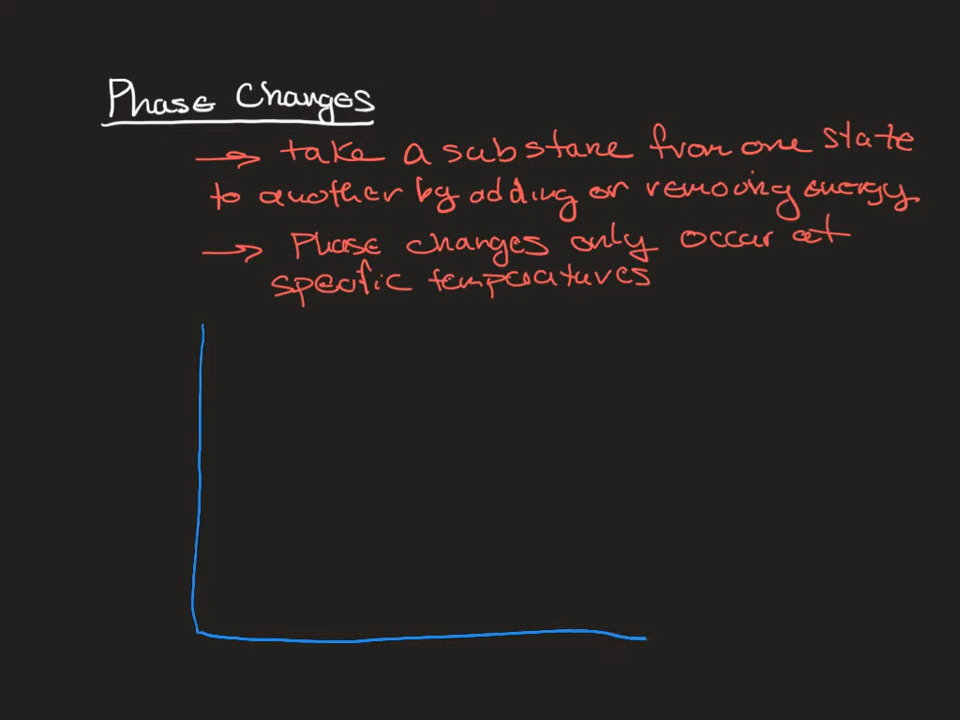 Phase Changes
→ take a substance from one state
to another by adding or removing energy
→ Phase changes only occur at
specific temperatures